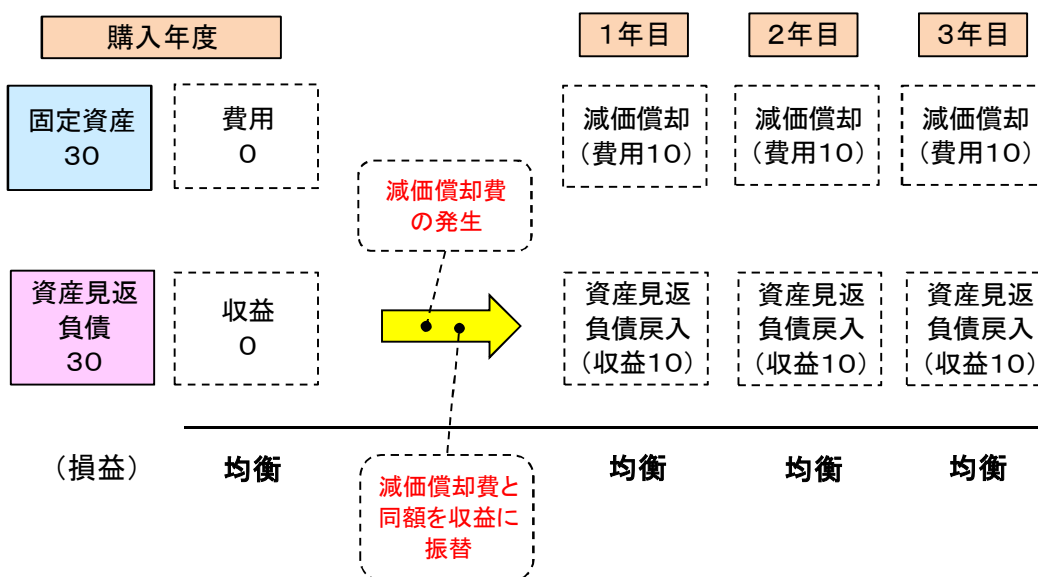 購入年度
1年目
2年目
3年目
固定資産
30
費用
0
減価償却費
の発生
減価償却
(費用10)
減価償却
(費用10)
減価償却
(費用10)
資産見返
負債
30
収益
0
資産見返
負債戻入
(収益10)
資産見返
負債戻入
(収益10)
資産見返
負債戻入
(収益10)
(損益)
均衡
減価償却費と
同額を収益に
振替
均衡
均衡
均衡